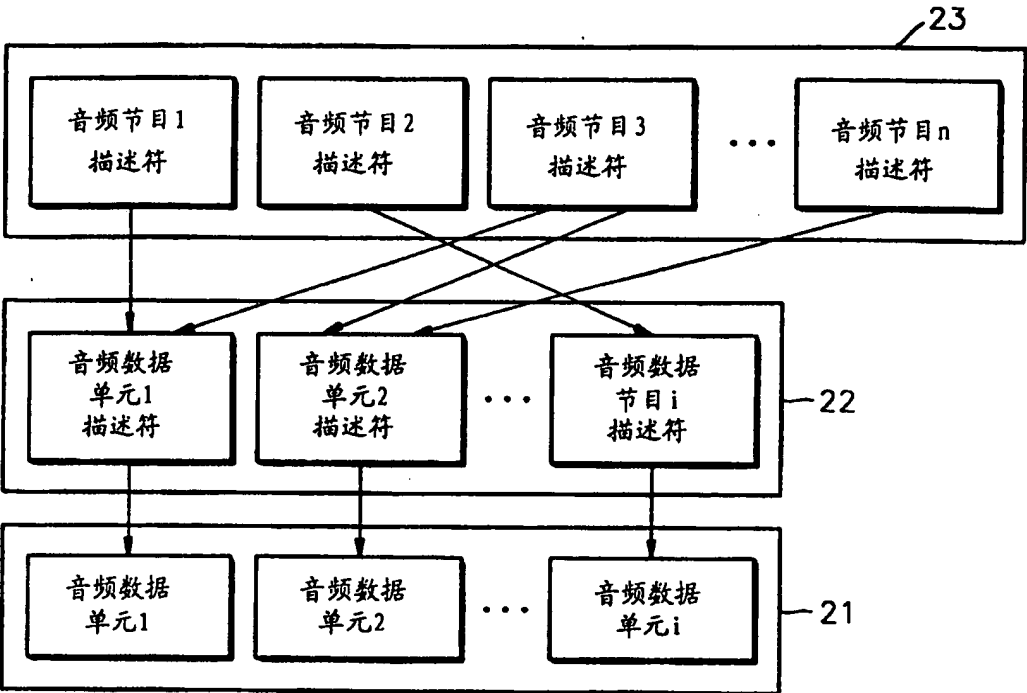 23
音频节目1
描述符
音频节目2
描述符
音频节目3
描述符
...
音频节目n
描述符
音频数据
单元1
描述符
音频数据
单元2
描述符
...
音频数据
节目i
描述符
22
音频数据
单元1
音频数据
单元2
...
音频数据
单元i
21